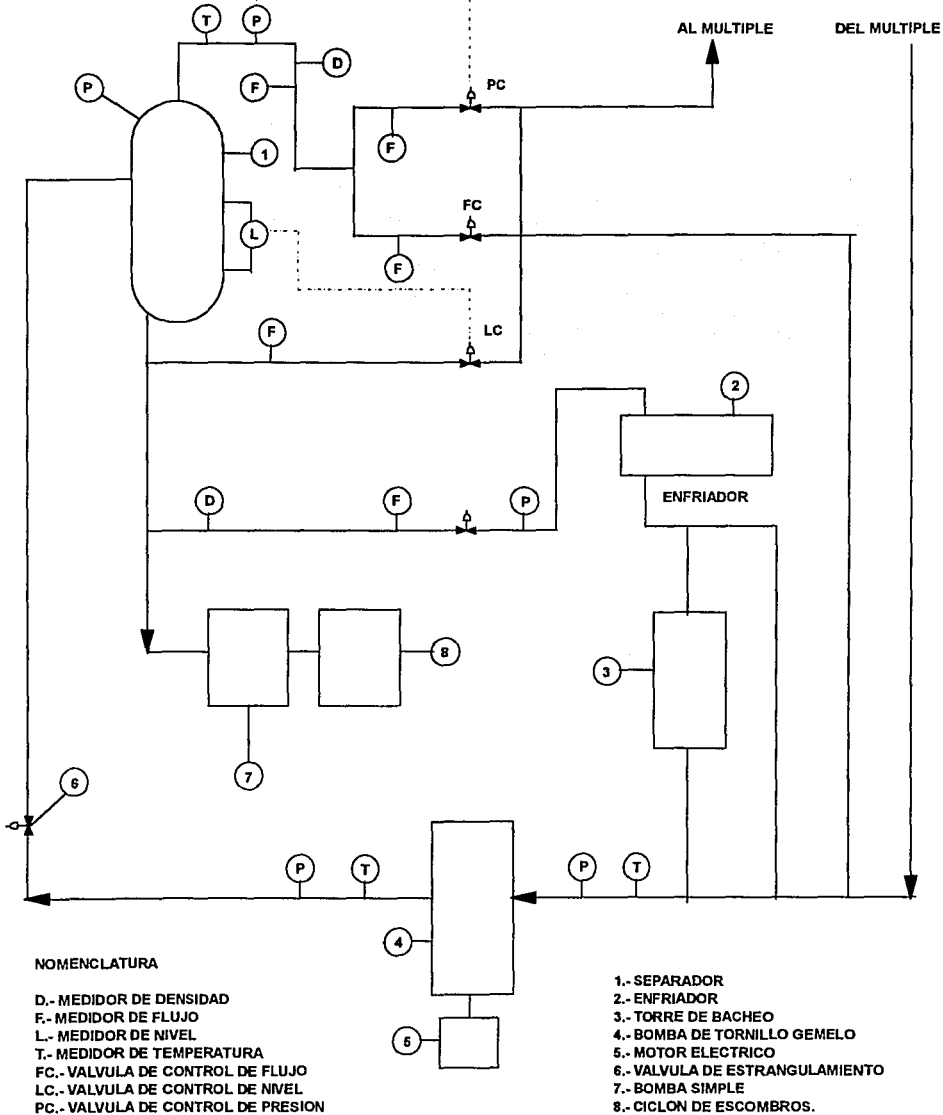 AL MULTIPLE
DEL MULTIPLE
T
P
D
F
P
PC
F
1
FC
L
F
F
LC
2
ENFRIADOR
D
F
P
8
3
7
6
P
T
P
T
4
5
NOMENCLATURA
D.- MEDIDOR DE DENSIDAD
F.- MEDIDOR DE FLUJO
L.- MEDIDOR DE NIVEL
T.- MEDIDOR DE TEMPERATURA
FC.- VALVULA DE CONTROL DE FLUJO
LC.- VALVULA DE CONTROL DE NIVEL
PC.- VALVULA DE CONTROL DE PRESION
1.- SEPARADOR
2.- ENFRIADOR
3.- TORRE DE BACHEO
4.- BOMBA DE TORNILLO GEMELO
5.- MOTOR ELECTRICO
6.- VALVULA DE ESTRANGULAMIENTO
7.- BOMBA SIMPLE
8.- CICLON DE ESCOMBROS.